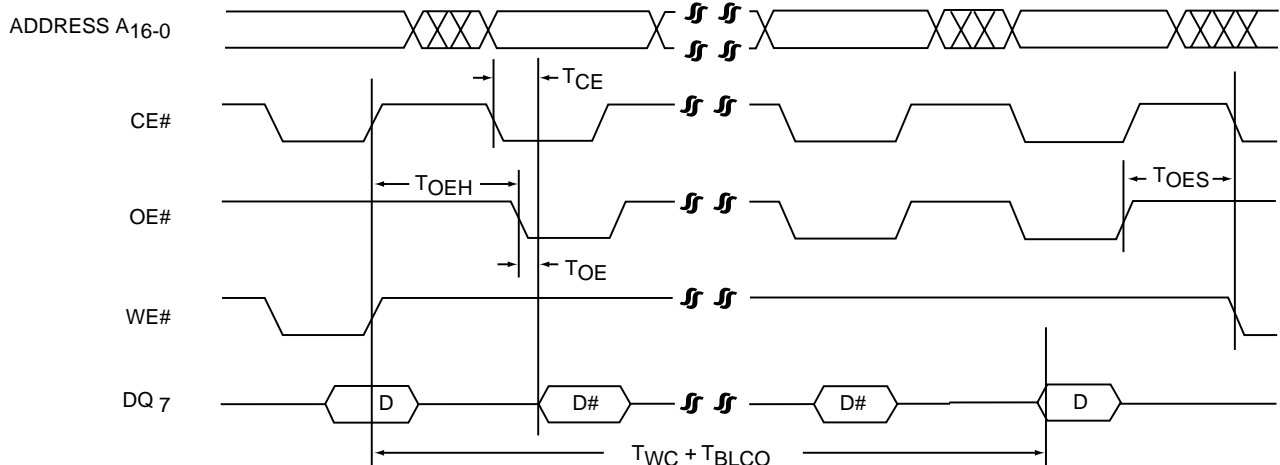 ADDRESS A16-0
TCE
CE#
TOEH
TOES
OE#
TOE
WE#
DQ 7
D
D#
D#
D
TWC + TBLCO